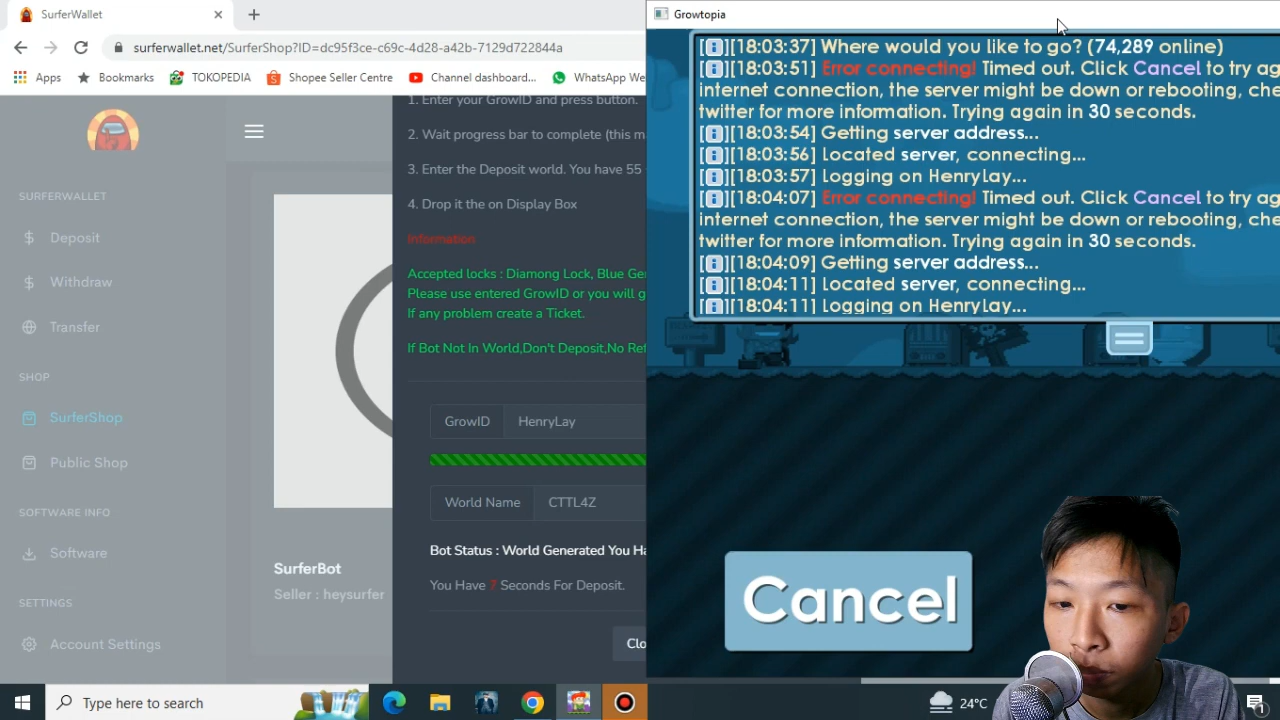 SurferWallet
surferwallet.net/SurferShop?ID=dc95f3ce-c69c-4d28-a42b-7129d722844a
Apps
Bookmarks
TOKOPEDIA
Shopee Seller Centre
Channel dashboard...
WhatsApp We
SURFERWALLET
Deposit
Withdraw
Transfer
SHOP
SurferShop
Public Shop
SOFTWARE INFO
Software
SETTINGS
Account Settings
SurferBot
Seller : heysurfer
1. Enter your GrowID and press button.
2. Wait progress bar to complete (this m
3. Enter the Deposit world. You have 55
4. Drop it the on Display Box
Information
Accepted locks : Diamong Lock, Blue Ge
Please use entered GrowID or you will g
If any problem create a Ticket.
If Bot Not In World,Don't Deposit,No Re
GrowID HenryLay
World Name CTTL4Z
Bot Status : World Generated You Ha
You Have 7 Seconds For Deposit.
Clo
Growtopia
[i][18:03:37] Where would you like to go? (74,289 online)
[i][18:03:51] Error connecting! Timed out. Click Cancel to try ag
internet connection, the server might be down or rebooting, che
twitter for more information. Trying again in 30 seconds.
[i][18:03:54] Getting server address...
[i][18:03:56] Located server, connecting...
[i][18:03:57] Logging on HenryLay...
[i][18:04:07] Error connecting! Timed out. Click Cancel to try ag
internet connection, the server might be down or rebooting, che
twitter for more information. Trying again in 30 seconds.
[i][18:04:09] Getting server address...
[i][18:04:11] Located server, connecting...
[i][18:04:11] Logging on HenryLay...
Cancel
Type here to search
24°C
1